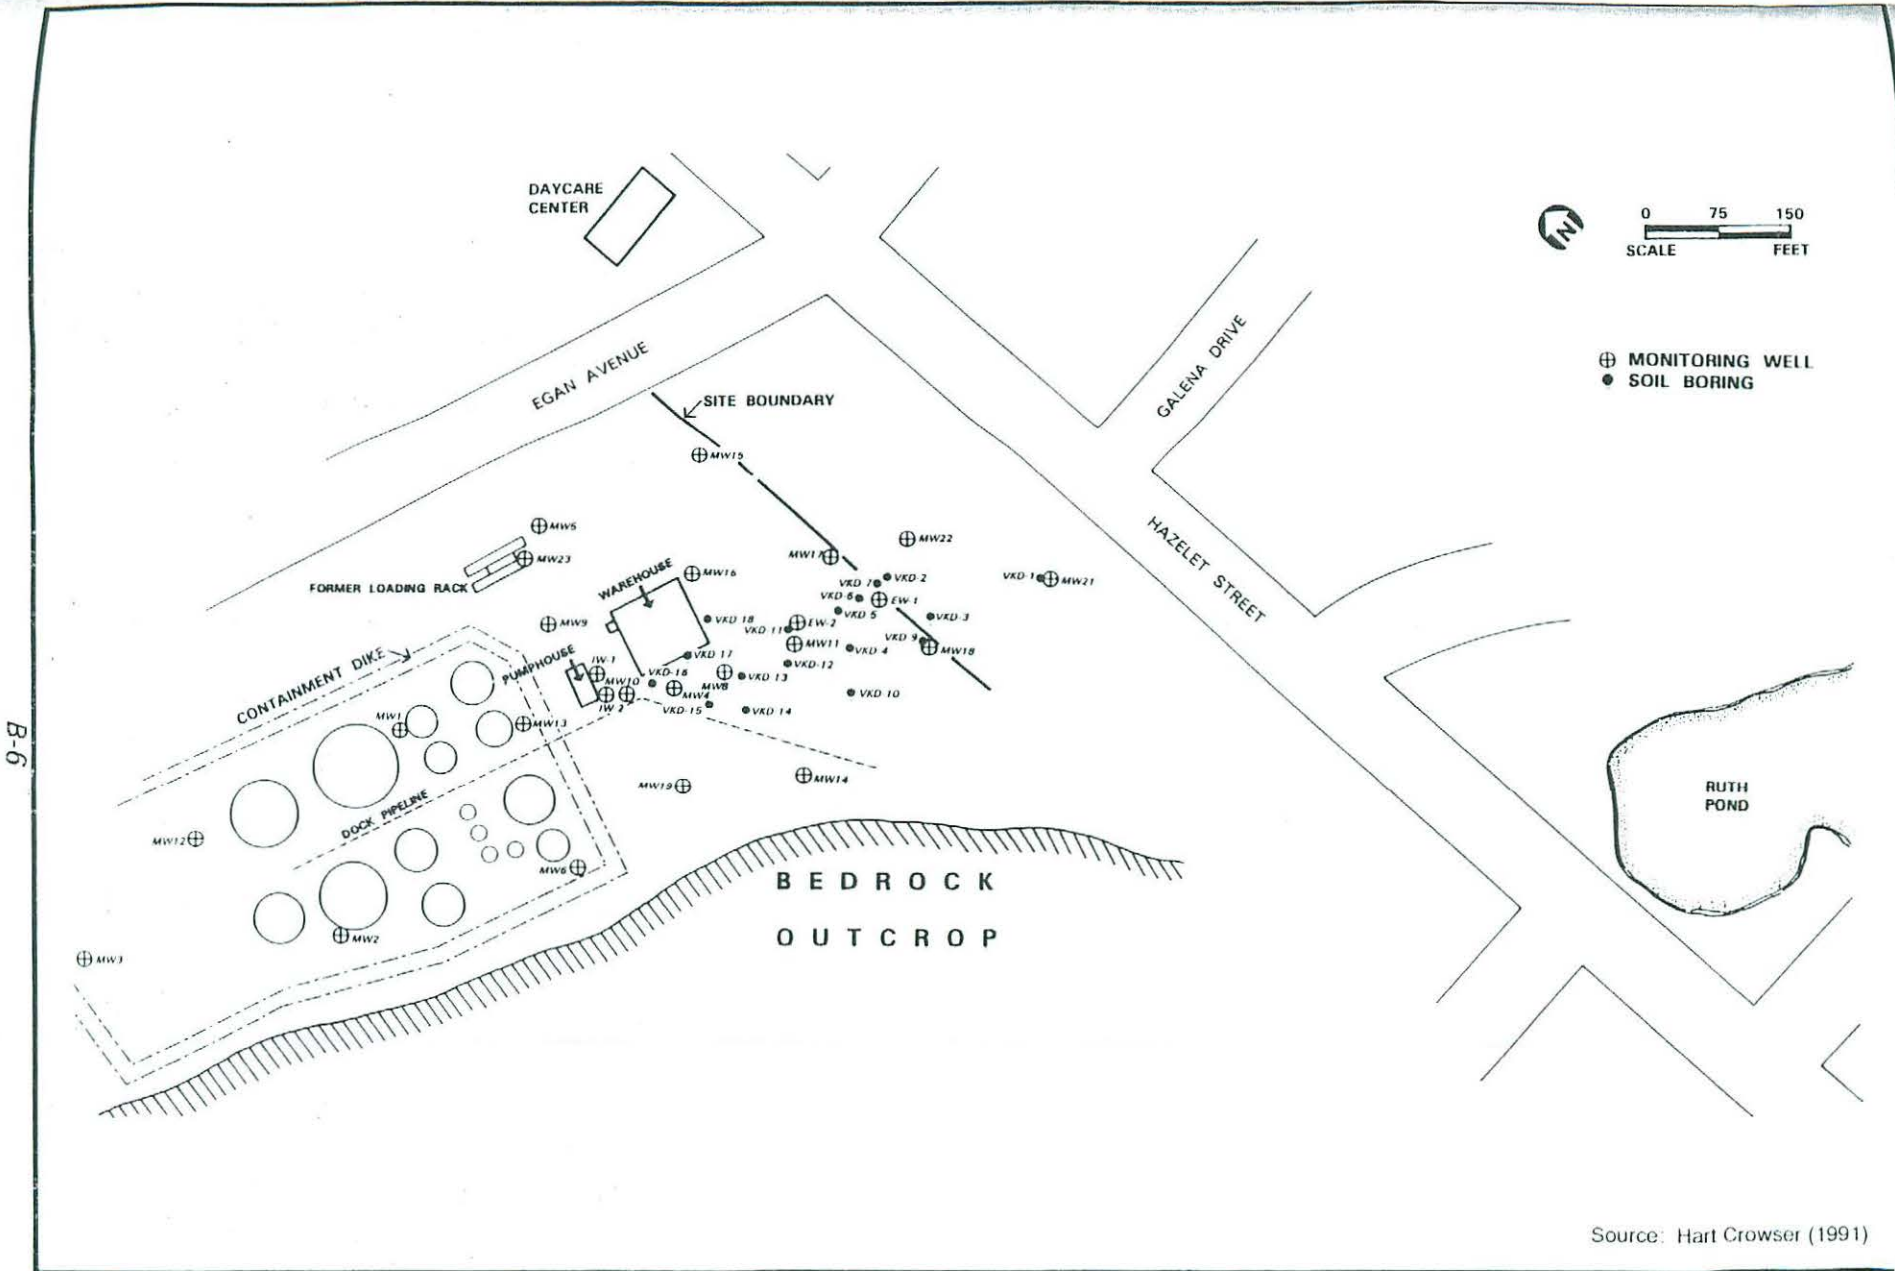 DAYCARE
CENTER
N
0 75 150
SCALE FEET
⊕ MONITORING WELL
● SOIL BORING
EGAN AVENUE
GALENA DRIVE
HAZELET STREET
SITE BOUNDARY
MW15
MW5
MW23
FORMER LOADING RACK
WAREHOUSE
MW16
MW17
MW22
VKD-1
MW21
VKD 7
VKD-2
VKD-6
EW-1
VKD 5
VKD-3
VKD 18
VKD-11
EW-2
MW11
VKD-4
VKD 9
MW18
MW9
PUMPHOUSE
IW-1
VKD 17
VKD-12
VKD-16
MW10
MW8
VKD 13
MW4
IW 2
VKD-15
VKD 14
VKD 10
CONTAINMENT DIKE
MW1
MW13
DOCK PIPELINE
MW19
MW14
MW12
MW6
MW2
MW3
BEDROCK
OUTCROP
RUTH
POND
B-6
Source: Hart Crowser (1991)